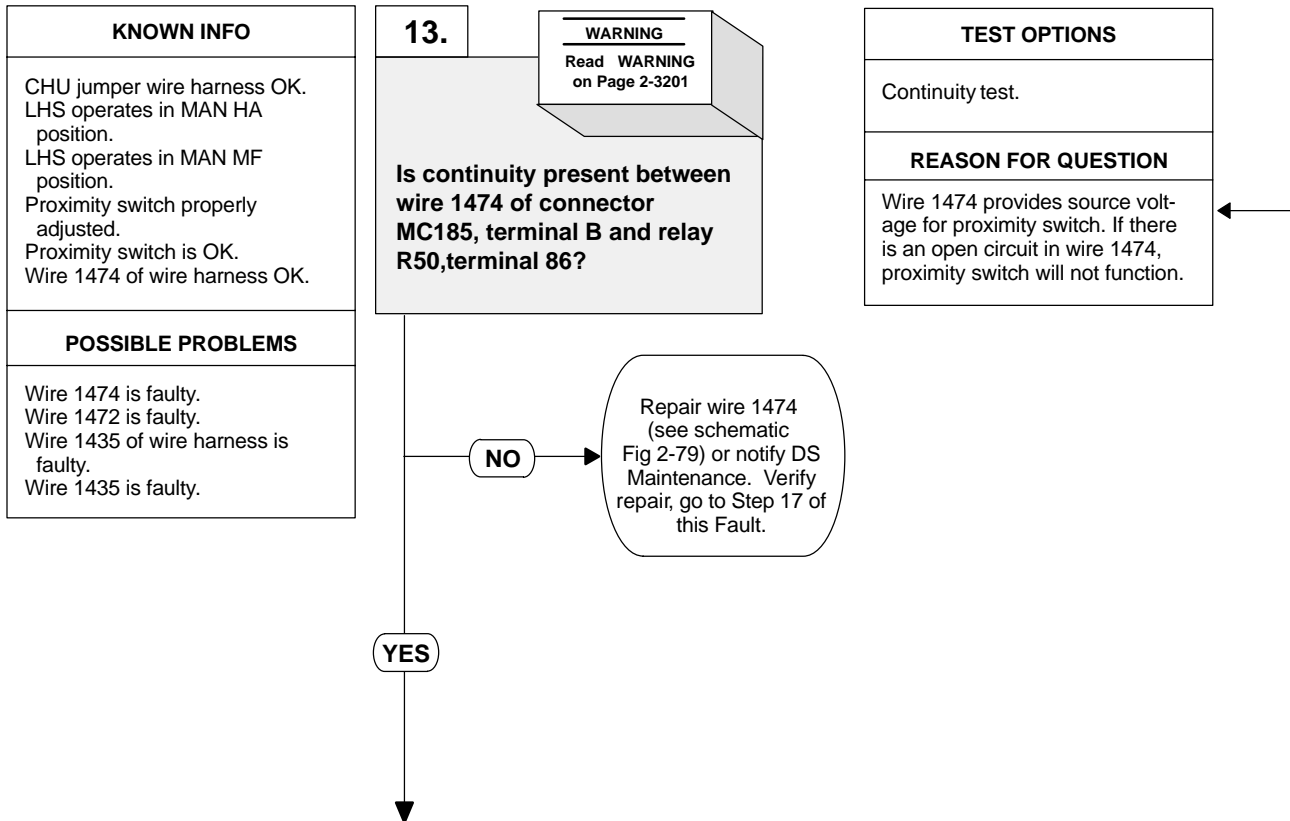 KNOWN INFO
CHU jumper wire harness OK.
LHS operates in MAN HA
position.
LHS operates in MAN MF
position.
Proximity switch properly
adjusted.
Proximity switch is OK.
Wire 1474 of wire harness OK.
POSSIBLE PROBLEMS
Wire 1474 is faulty.
Wire 1472 is faulty.
Wire 1435 of wire harness is
faulty.
Wire 1435 is faulty.
13.
WARNING
Read WARNING
on Page 2-3201
Is continuity present between
wire 1474 of connector
MC185, terminal B and relay
R50,terminal 86?
TEST OPTIONS
Continuity test.
REASON FOR QUESTION
Wire 1474 provides source volt-
age for proximity switch. If there
is an open circuit in wire 1474,
proximity switch will not function.
NO
Repair wire 1474
(see schematic
Fig 2-79) or notify DS
Maintenance. Verify
repair, go to Step 17 of
this Fault.
YES